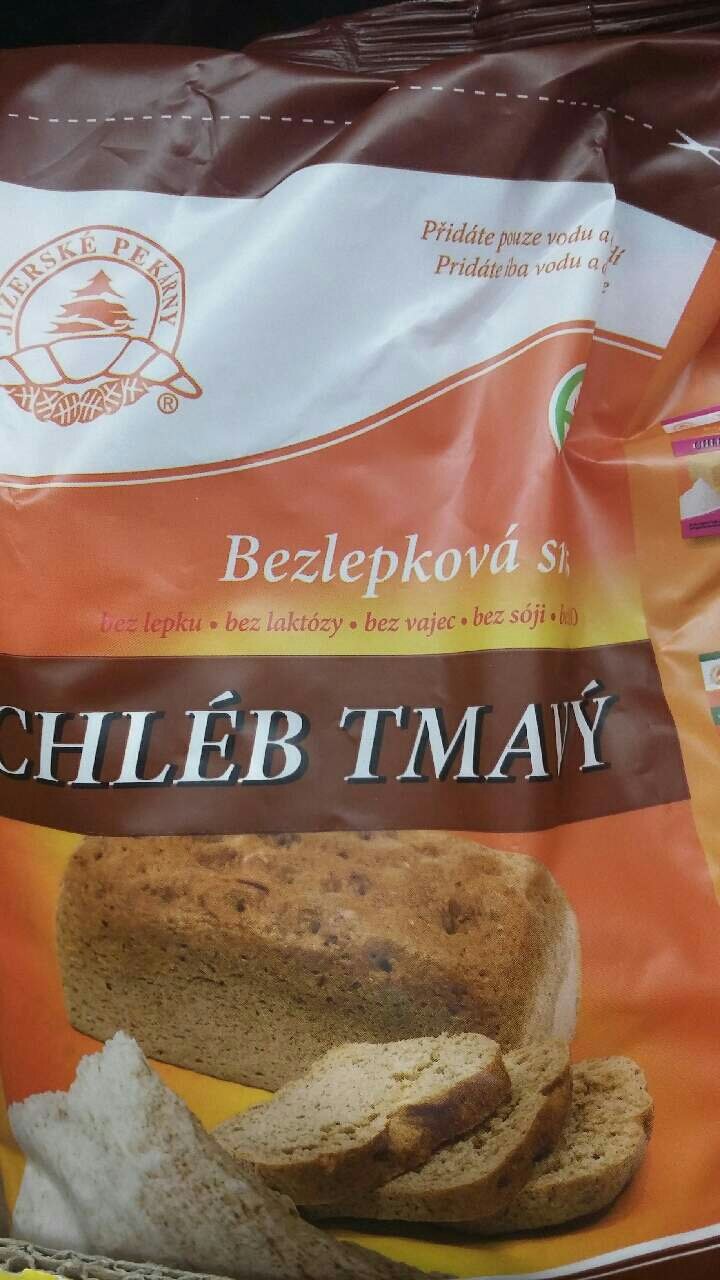 JIZERSKÉ PEKÁRNY
®
Přidáte pouze vodu a
Pridáte iba vodu a
Bezlepková
bez lepku • bez laktózy • bez vajec • bez sóji •
CHLÉB TMAVÝ